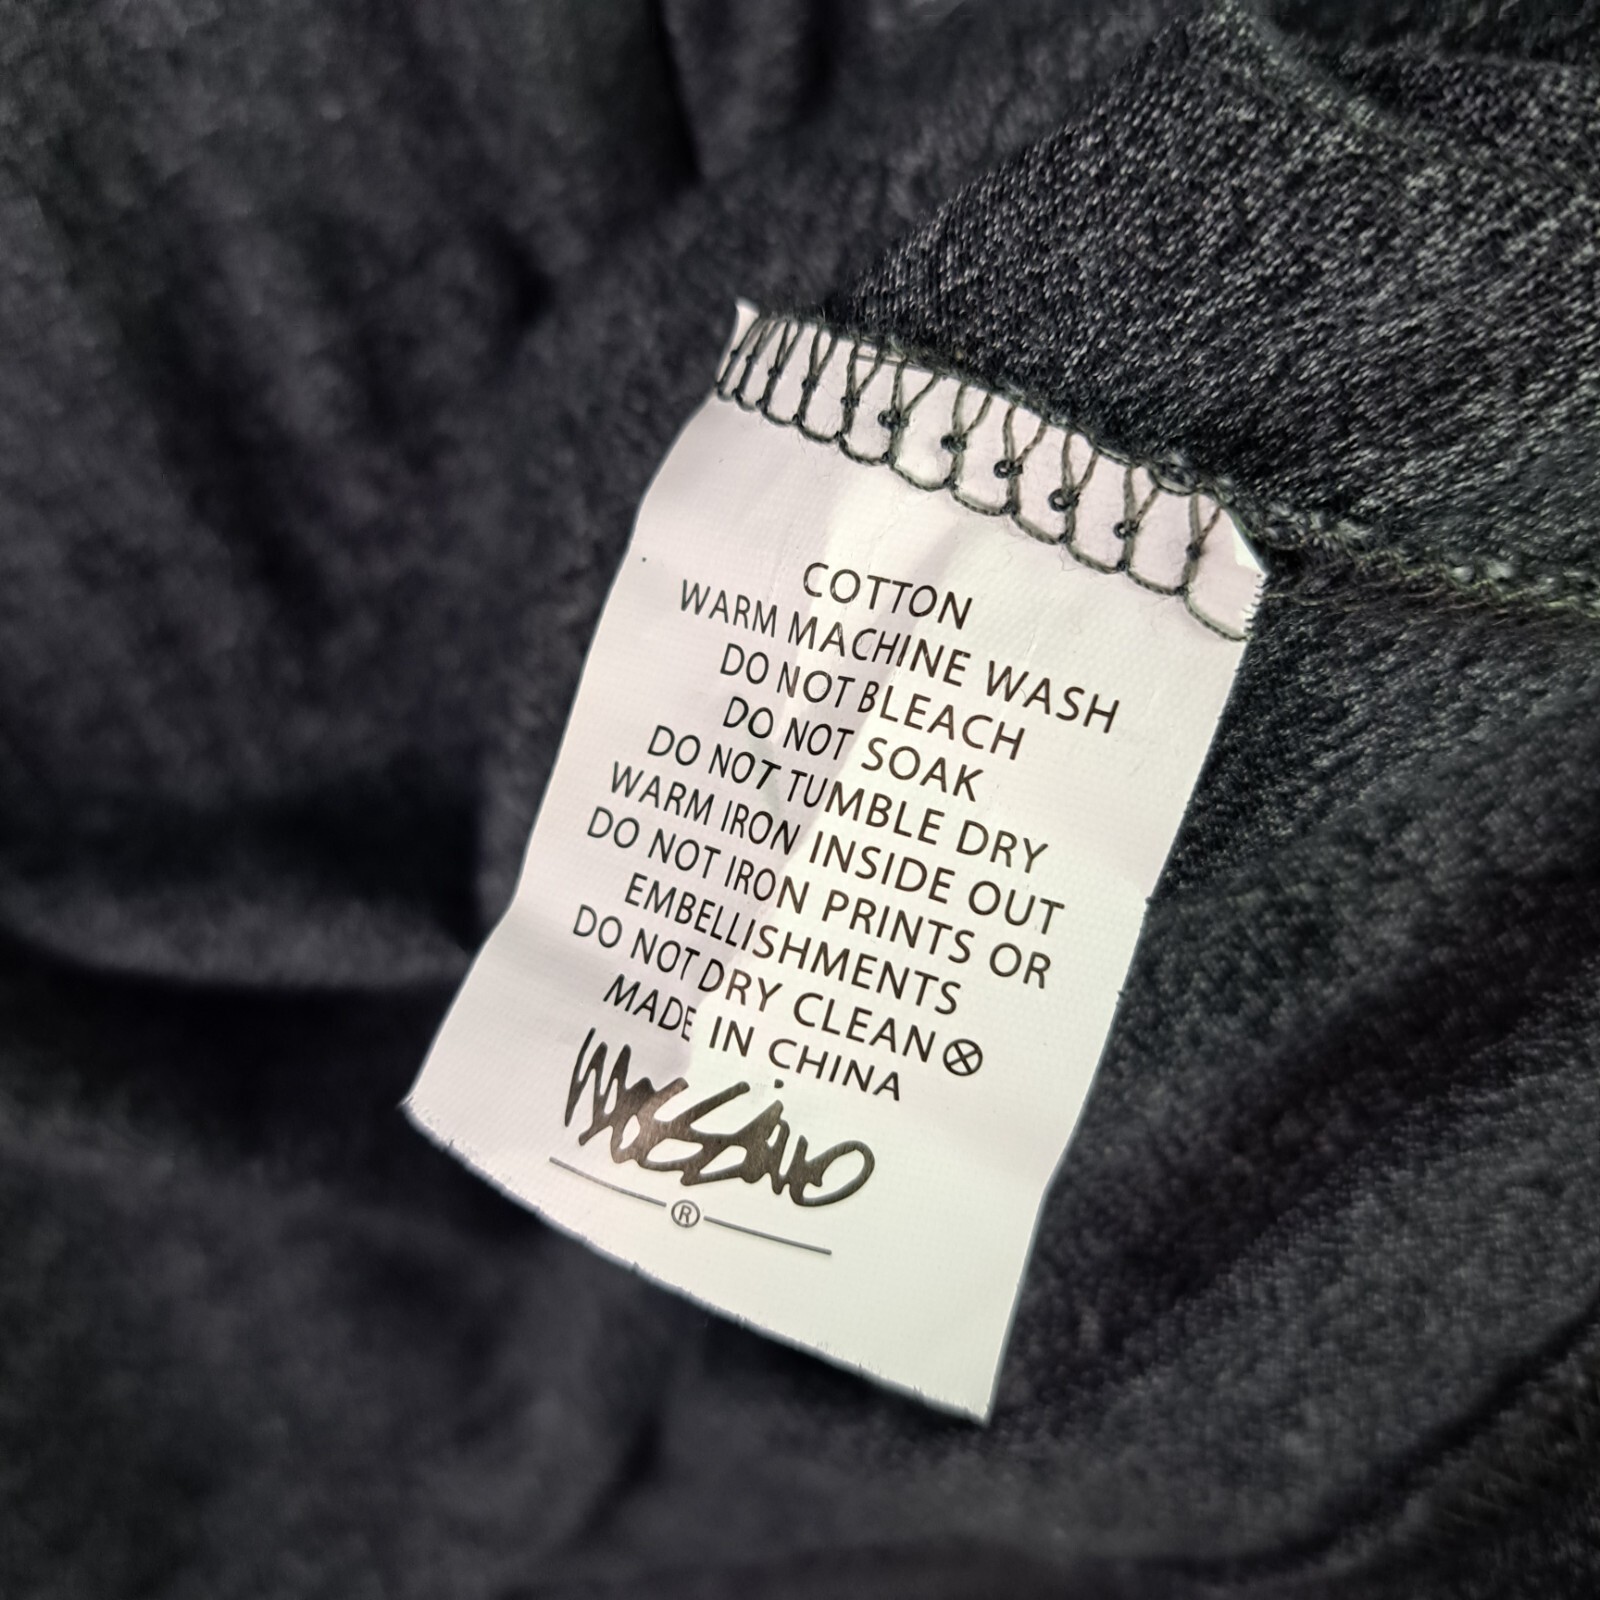 COTTON
WARM MACHINE WASH
DO NOT BLEACH
DO NOT SOAK
DO NOT TUMBLE DRY
WARM IRON INSIDE OUT
DO NOT IRON PRINTS OR
EMBELLISHMENTS
DO NOT DRY CLEAN
MADE IN CHINA
Mossimo
®